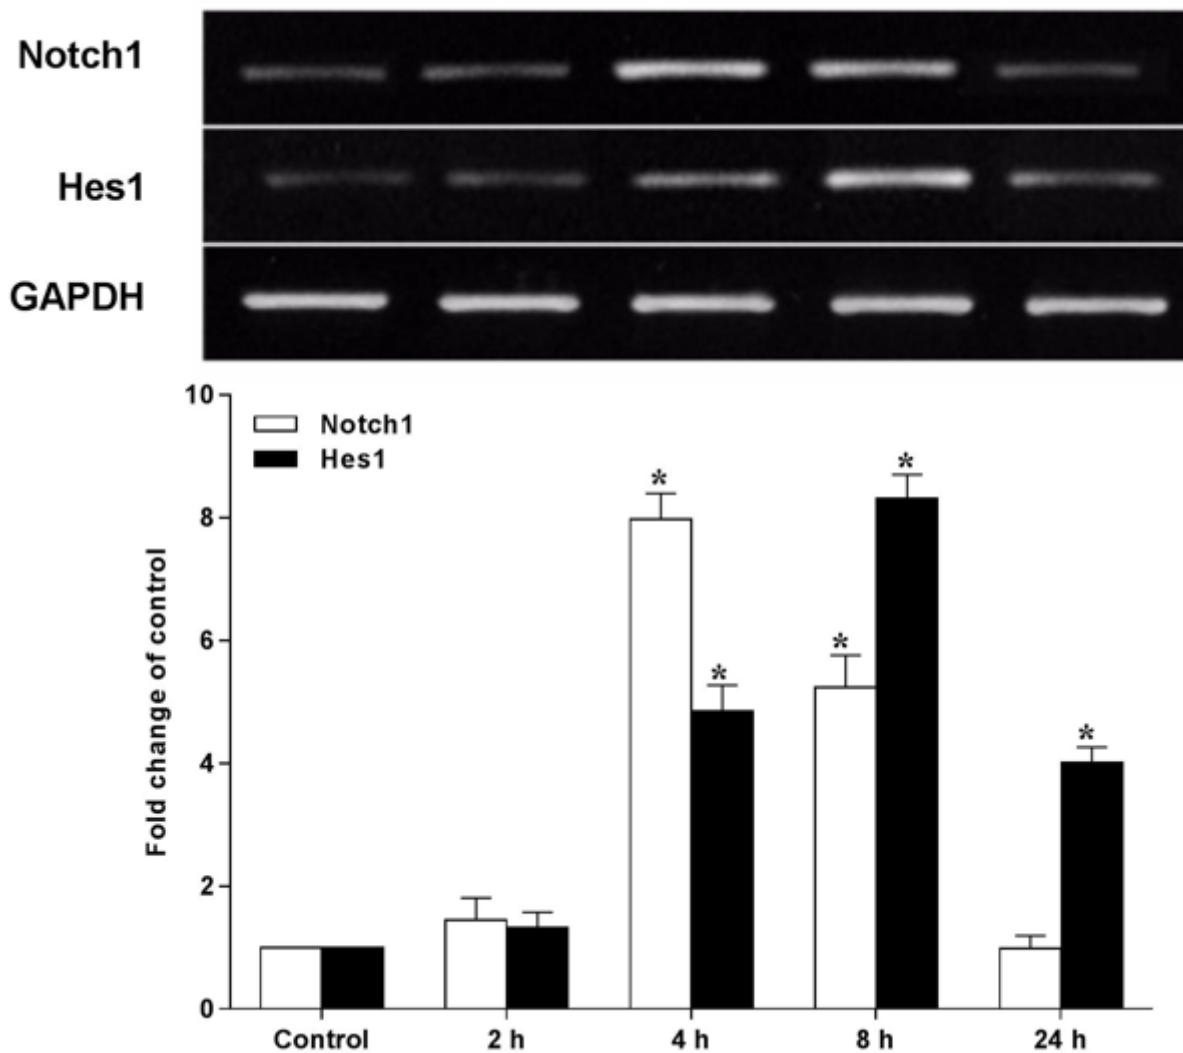 Notch1
Hes1
GAPDH
10
Notch1
Hes1
8
6
4
2
0
Fold change of control
* * * * *
Control 2 h 4 h 8 h 24 h